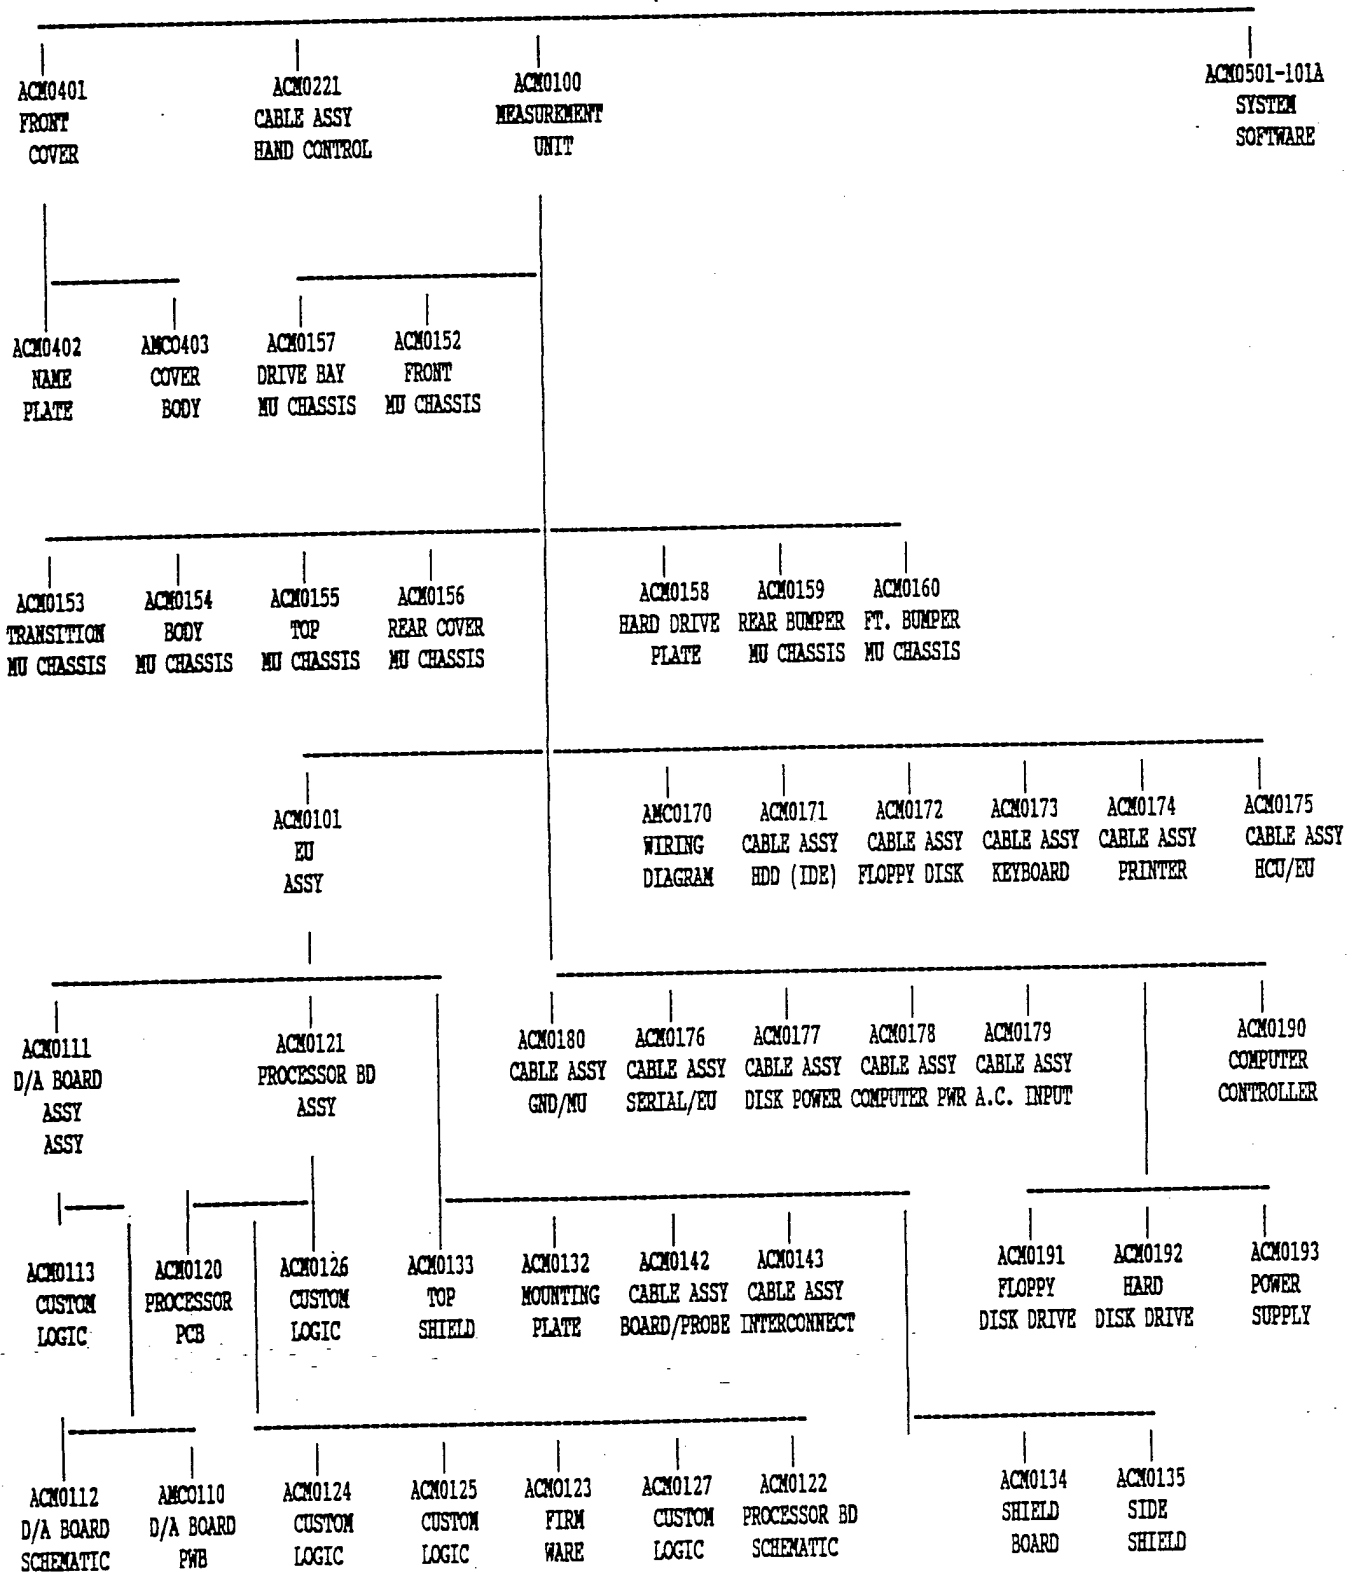 ACM0401
FRONT
COVER
ACM0221
CABLE ASSY
HAND CONTROL
ACM0100
MEASUREMENT
UNIT
ACM0501-101A
SYSTEM
SOFTWARE
ACM0402
NAME
PLATE
AMC0403
COVER
BODY
ACM0157
DRIVE BAY
MU CHASSIS
ACM0152
FRONT
MU CHASSIS
ACM0153
TRANSITION
MU CHASSIS
ACM0154
BODY
MU CHASSIS
ACM0155
TOP
MU CHASSIS
ACM0156
REAR COVER
MU CHASSIS
ACM0158
HARD DRIVE
PLATE
ACM0159
REAR BUMPER
MU CHASSIS
ACM0160
FT. BUMPER
MU CHASSIS
ACM0101
EU
ASSY
AMC0170
WIRING
DIAGRAM
ACM0171
CABLE ASSY
HDD (IDE)
ACM0172
CABLE ASSY
FLOPPY DISK
ACM0173
CABLE ASSY
KEYBOARD
ACM0174
CABLE ASSY
PRINTER
ACM0175
CABLE ASSY
HCU/EU
ACM0111
D/A BOARD
ASSY
ASSY
ACM0121
PROCESSOR BD
ASSY
ACM0180
CABLE ASSY
GND/MU
ACM0176
CABLE ASSY
SERIAL/EU
ACM0177
CABLE ASSY
DISK POWER
ACM0178
CABLE ASSY
COMPUTER PWR
ACM0179
CABLE ASSY
A.C. INPUT
ACM0190
COMPUTER
CONTROLLER
ACM0113
CUSTOM
LOGIC
ACM0120
PROCESSOR
PCB
ACM0126
CUSTOM
LOGIC
ACM0133
TOP
SHIELD
ACM0132
MOUNTING
PLATE
ACM0142
CABLE ASSY
BOARD/PROBE
ACM0143
CABLE ASSY
INTERCONNECT
ACM0191
FLOPPY
DISK DRIVE
ACM0192
HARD
DISK DRIVE
ACM0193
POWER
SUPPLY
ACM0112
D/A BOARD
SCHEMATIC
AMC0110
D/A BOARD
PWB
ACM0124
CUSTOM
LOGIC
ACM0125
CUSTOM
LOGIC
ACM0123
FIRM
WARE
ACM0127
CUSTOM
LOGIC
ACM0122
PROCESSOR BD
SCHEMATIC
ACM0134
SHIELD
BOARD
ACM0135
SIDE
SHIELD